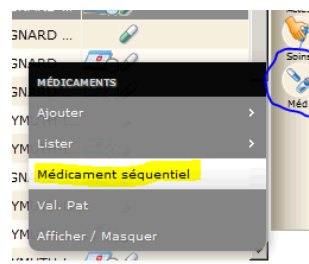 GNARD ...
GNARD
MÉDICAMENTS
Ajouter
Lister
Médicament séquentiel
Val. Pat
Afficher / Masquer
Soins
Méd